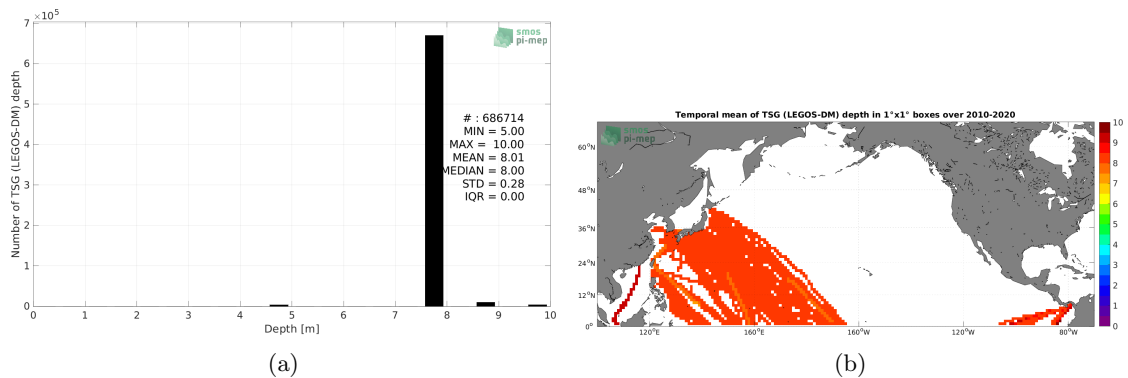 ×10⁵
7
6
5
4
3
2
1
0
Number of TSG (LEGOS-DM) depth
smos
pi-mep
# : 686714
MIN = 5.00
MAX = 10.00
MEAN = 8.01
MEDIAN = 8.00
STD = 0.28
IQR = 0.00
0 1 2 3 4 5 6 7 8 9 10
Depth [m]
(a)
Temporal mean of TSG (LEGOS-DM) depth in 1°x1° boxes over 2010-2020
smos
pi-mep
60°N
48°N
36°N
24°N
12°N
0°
120°E 160°E 160°W 120°W 80°W
10
9
8
7
6
5
4
3
2
1
0
(b)